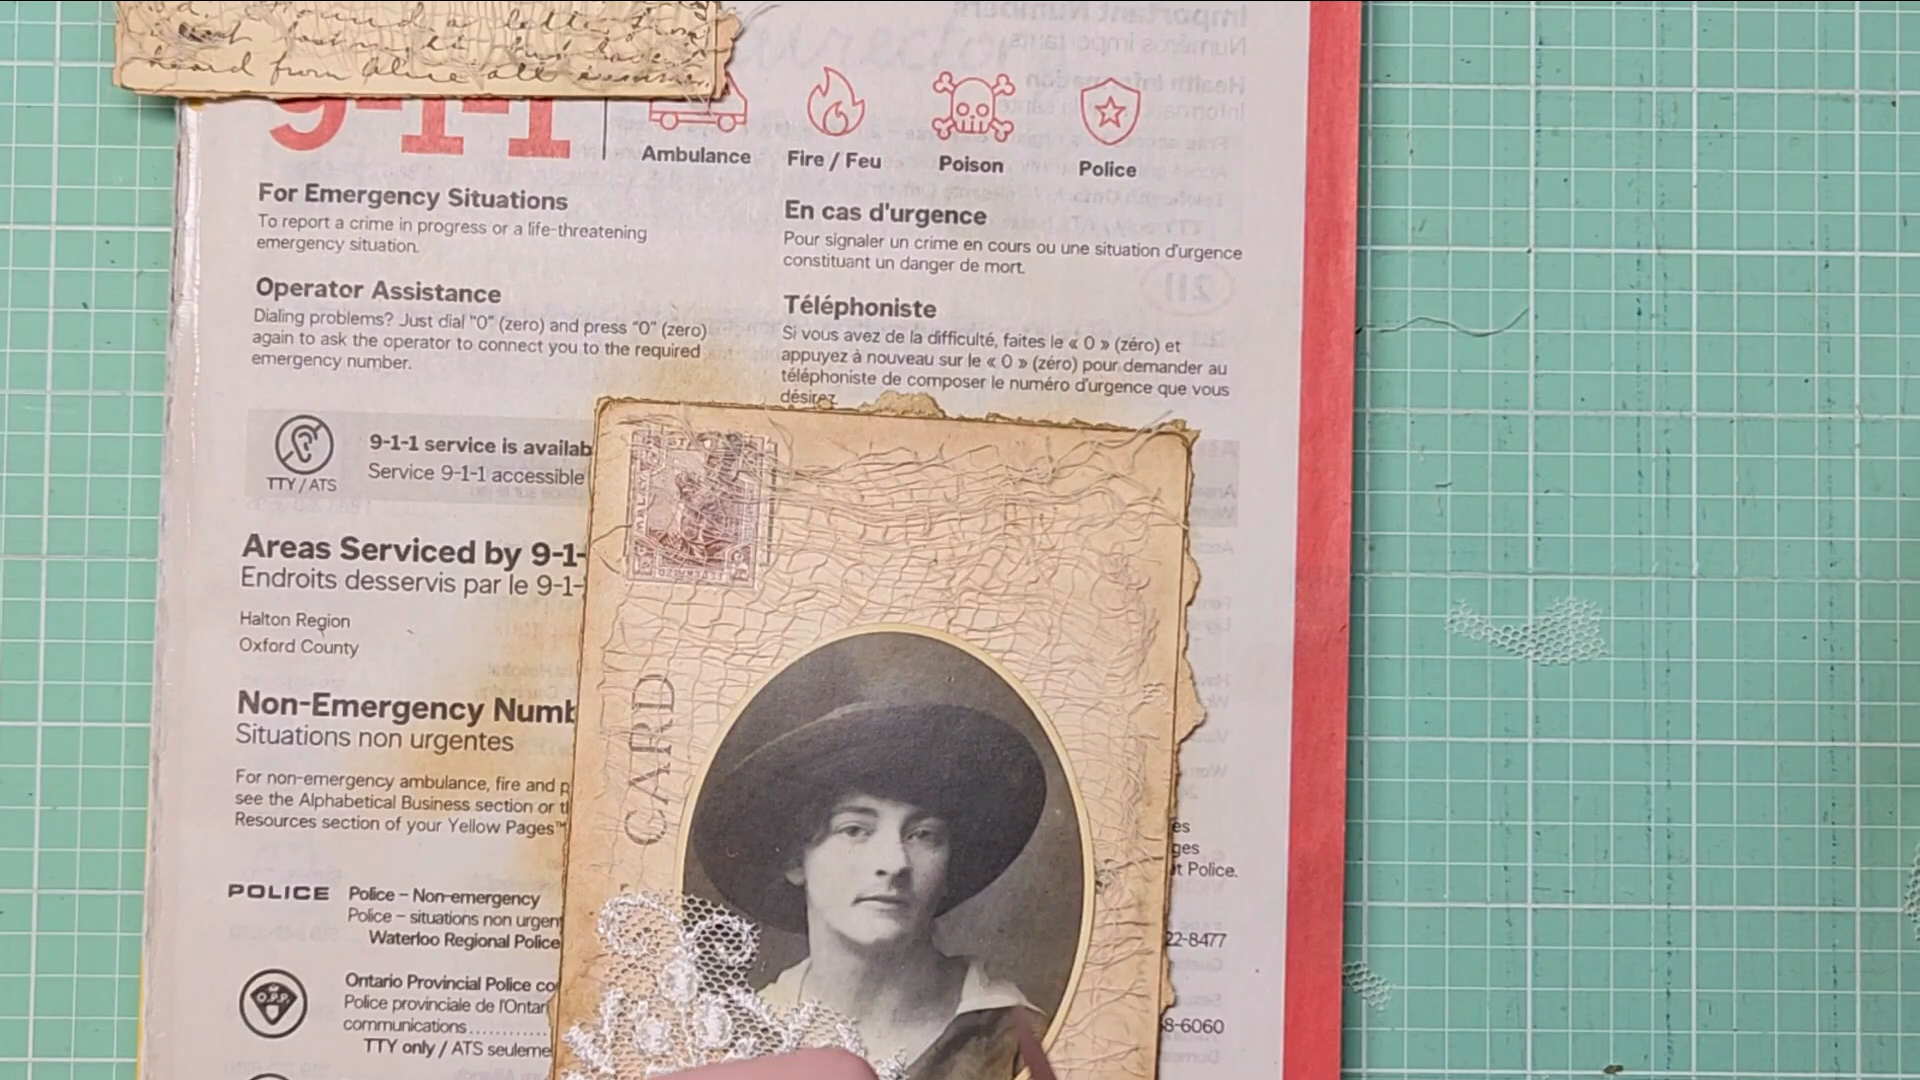 heard from Alice all summer.
9-1-1
Ambulance
Fire / Feu
Poison
Police
For Emergency Situations
To report a crime in progress or a life-threatening
emergency situation.
Operator Assistance
Dialing problems? Just dial "0" (zero) and press "0" (zero)
again to ask the operator to connect you to the required
emergency number.
En cas d'urgence
Pour signaler un crime en cours ou une situation d'urgence
constituant un danger de mort.
Téléphoniste
Si vous avez de la difficulté, faites le « 0 » (zéro) et
appuyez à nouveau sur le « 0 » (zéro) pour demander au
téléphoniste de composer le numéro d'urgence que vous
désirez.
TTY / ATS
9-1-1 service is availab
Service 9-1-1 accessible
Areas Serviced by 9-1-
Endroits desservis par le 9-1-
Halton Region
Oxford County
Non-Emergency Numb
Situations non urgentes
For non-emergency ambulance, fire and p
see the Alphabetical Business section or t
Resources section of your Yellow Pages™
POLICE
Police – Non-emergency
Police – situations non urgen
Waterloo Regional Police
O.P.P.
Ontario Provincial Police co
Police provinciale de l'Ontar
communications
TTY only / ATS seuleme
CARD
es
ges
t Police.
22-8477
8-6060